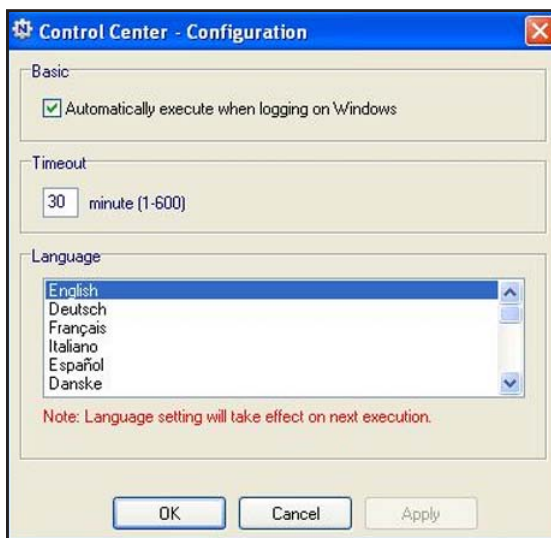 Control Center - Configuration
Basic
Automatically execute when logging on Windows
Timeout
30 minute (1-600)
Language
English
Deutsch
Français
Italiano
Español
Danske
Note: Language setting will take effect on next execution.
OK Cancel Apply